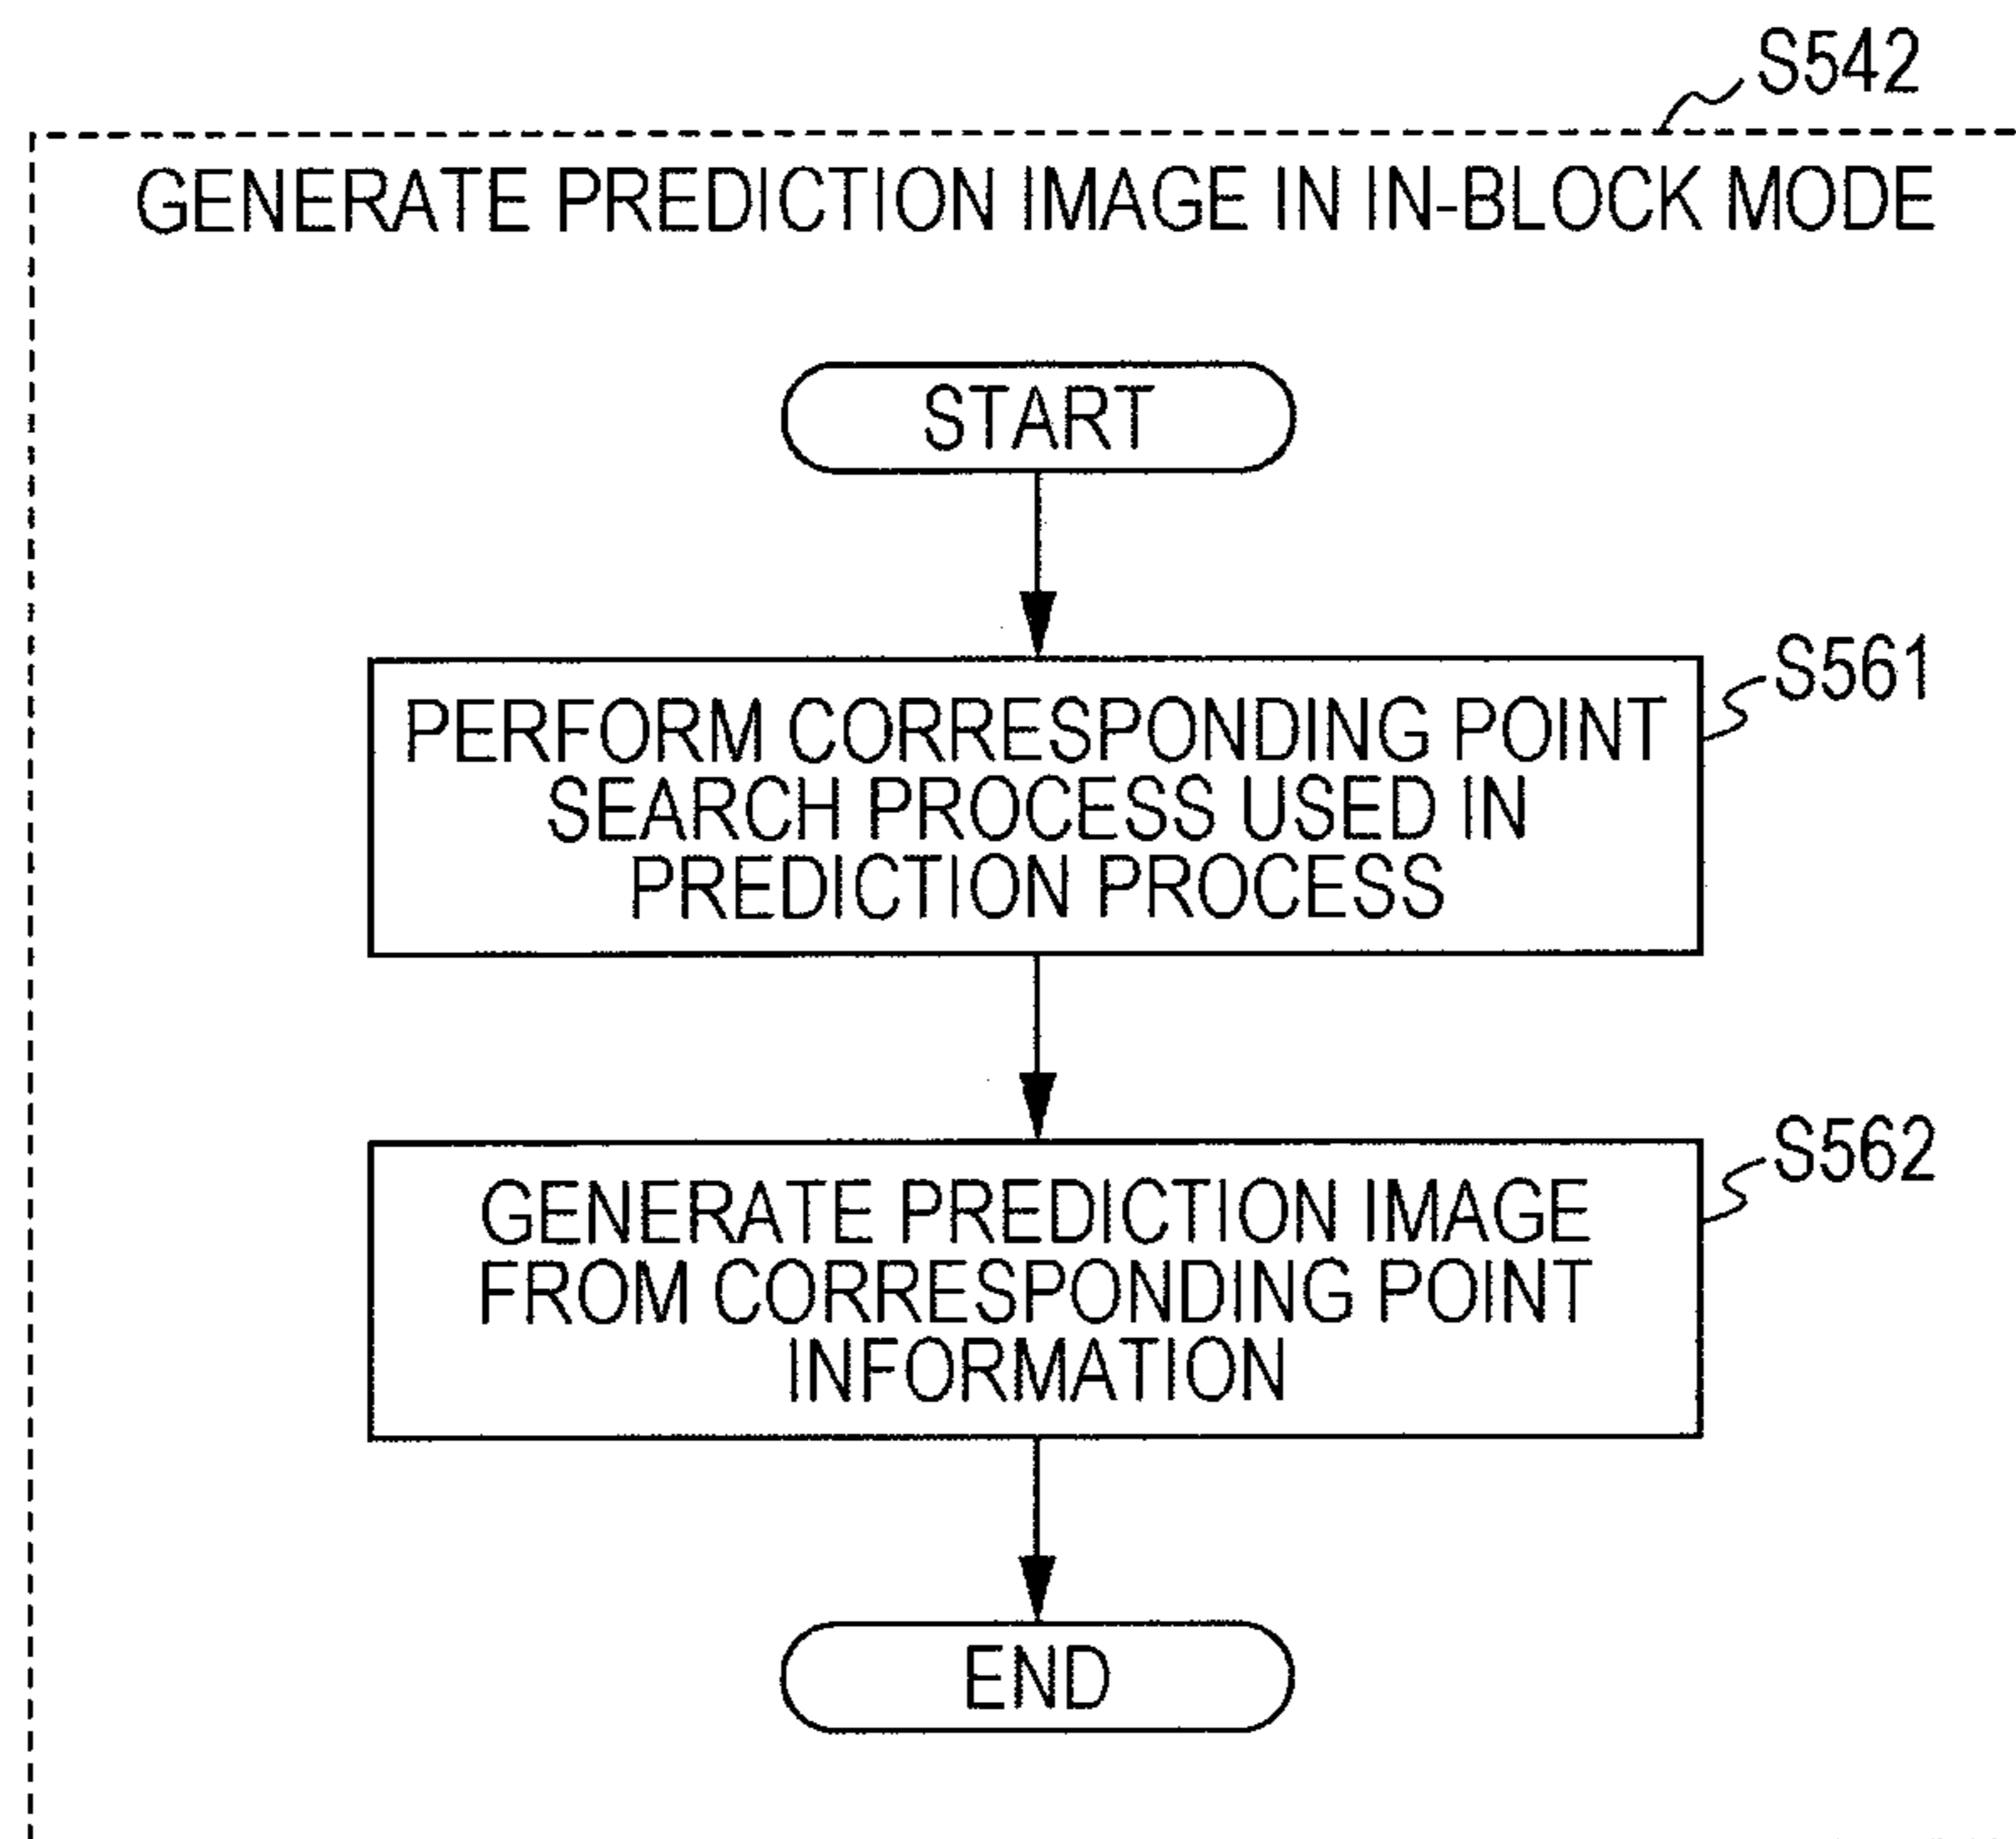 S542
GENERATE PREDICTION IMAGE IN IN-BLOCK MODE
START
S561
PERFORM CORRESPONDING POINT
SEARCH PROCESS USED IN
PREDICTION PROCESS
S562
GENERATE PREDICTION IMAGE
FROM CORRESPONDING POINT
INFORMATION
END